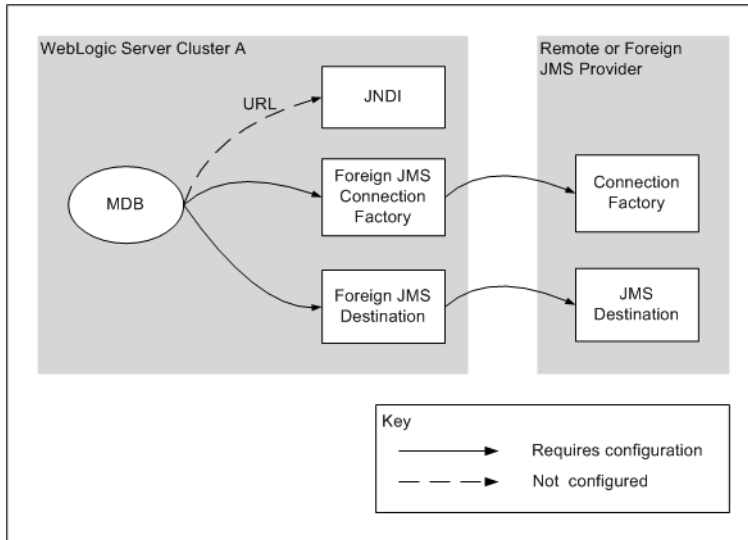 WebLogic Server Cluster A
Remote or Foreign
JMS Provider
URL
JNDI
MDB
Foreign JMS
Connection
Factory
Connection
Factory
Foreign JMS
Destination
JMS
Destination
Key
Requires configuration
Not configured